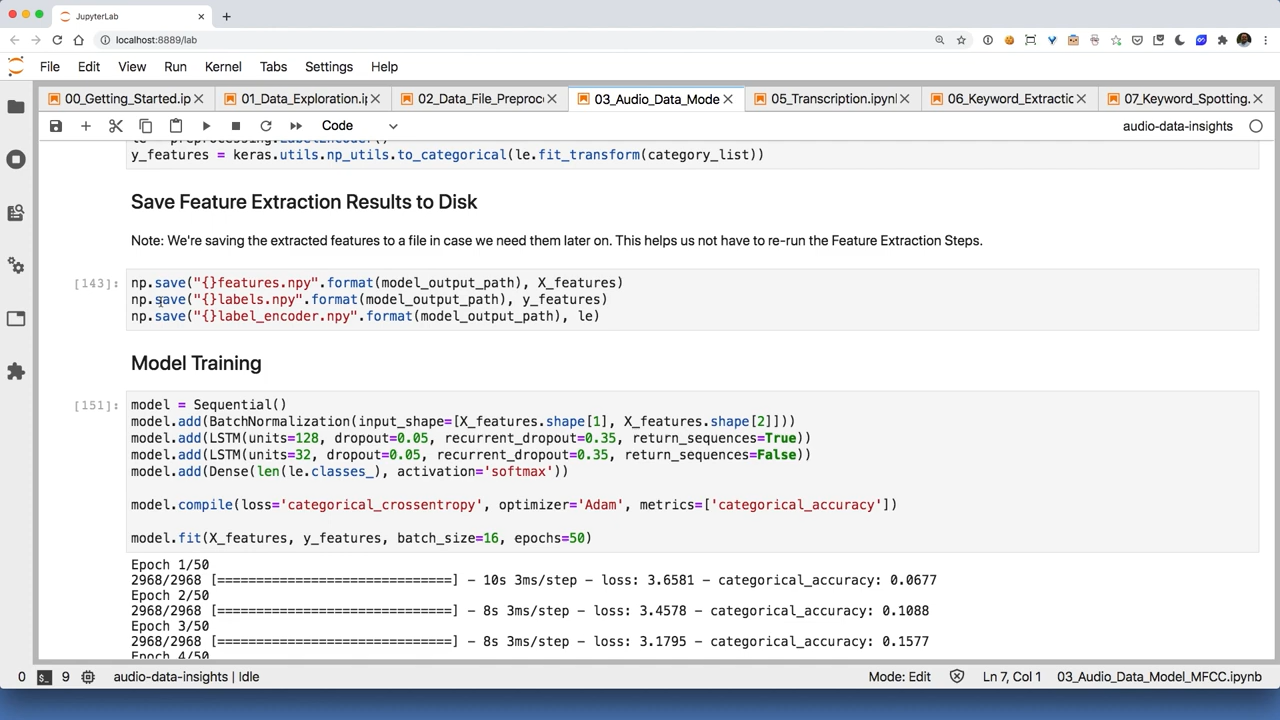 JupyterLab
localhost:8889/lab
File Edit View Run Kernel Tabs Settings Help
00_Getting_Started.ip 01_Data_Exploration.i 02_Data_File_Preproc 03_Audio_Data_Mode 05_Transcription.ipynl 06_Keyword_Extractic 07_Keyword_Spotting.
Code audio-data-insights
le = preprocessing.LabelEncoder()
y_features = keras.utils.np_utils.to_categorical(le.fit_transform(category_list))
Save Feature Extraction Results to Disk
Note: We're saving the extracted features to a file in case we need them later on. This helps us not have to re-run the Feature Extraction Steps.
[143]: np.save("{}features.npy".format(model_output_path), X_features)
np.save("{}labels.npy".format(model_output_path), y_features)
np.save("{}label_encoder.npy".format(model_output_path), le)
Model Training
[151]: model = Sequential()
model.add(BatchNormalization(input_shape=[X_features.shape[1], X_features.shape[2]]))
model.add(LSTM(units=128, dropout=0.05, recurrent_dropout=0.35, return_sequences=True))
model.add(LSTM(units=32, dropout=0.05, recurrent_dropout=0.35, return_sequences=False))
model.add(Dense(len(le.classes_), activation='softmax'))
model.compile(loss='categorical_crossentropy', optimizer='Adam', metrics=['categorical_accuracy'])
model.fit(X_features, y_features, batch_size=16, epochs=50)
Epoch 1/50
2968/2968 [==============================] - 10s 3ms/step - loss: 3.6581 - categorical_accuracy: 0.0677
Epoch 2/50
2968/2968 [==============================] - 8s 3ms/step - loss: 3.4578 - categorical_accuracy: 0.1088
Epoch 3/50
2968/2968 [==============================] - 8s 3ms/step - loss: 3.1795 - categorical_accuracy: 0.1577
Epoch 4/50
0 9 audio-data-insights | Idle Mode: Edit Ln 7, Col 1 03_Audio_Data_Model_MFCC.ipynb